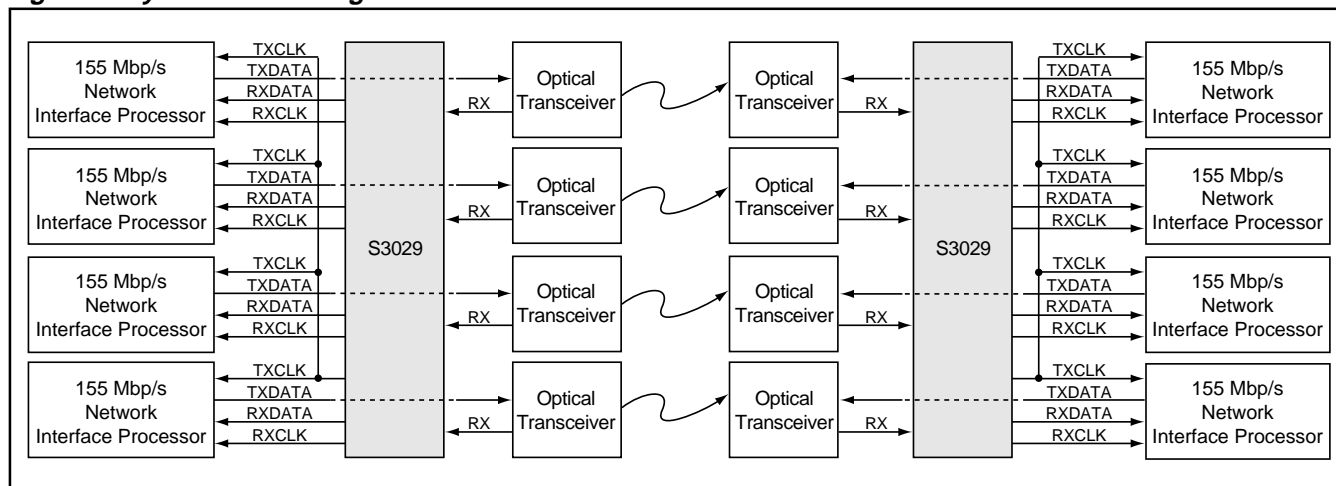 155 Mbp/s
Network
Interface Processor
TXCLK
TXDATA
RXDATA
RXCLK
RX
Optical
Transceiver
Optical
Transceiver
RX
TXCLK
TXDATA
RXDATA
RXCLK
155 Mbp/s
Network
Interface Processor
155 Mbp/s
Network
Interface Processor
TXCLK
TXDATA
RXDATA
RXCLK
RX
Optical
Transceiver
Optical
Transceiver
RX
TXCLK
TXDATA
RXDATA
RXCLK
155 Mbp/s
Network
Interface Processor
S3029
S3029
155 Mbp/s
Network
Interface Processor
TXCLK
TXDATA
RXDATA
RXCLK
RX
Optical
Transceiver
Optical
Transceiver
RX
TXCLK
TXDATA
RXDATA
RXCLK
155 Mbp/s
Network
Interface Processor
155 Mbp/s
Network
Interface Processor
TXCLK
TXDATA
RXDATA
RXCLK
RX
Optical
Transceiver
Optical
Transceiver
RX
TXCLK
TXDATA
RXDATA
RXCLK
155 Mbp/s
Network
Interface Processor